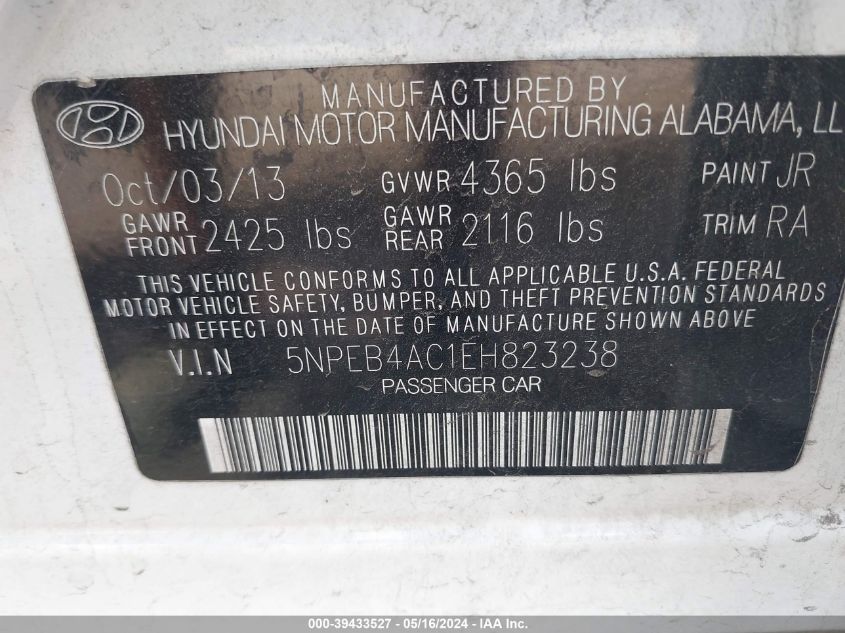 MANUFACTURED BY
HYUNDAI MOTOR MANUFACTURING ALABAMA, LL
Oct/03/13 GVWR 4365 lbs PAINT JR
GAWR FRONT 2425 lbs GAWR REAR 2116 lbs TRIM RA
THIS VEHICLE CONFORMS TO ALL APPLICABLE U.S.A. FEDERAL
MOTOR VEHICLE SAFETY, BUMPER, AND THEFT PREVENTION STANDARDS
IN EFFECT ON THE DATE OF MANUFACTURE SHOWN ABOVE
V.I.N 5NPEB4AC1EH823238
PASSENGER CAR
000-39433527 - 05/16/2024 - IAA Inc.